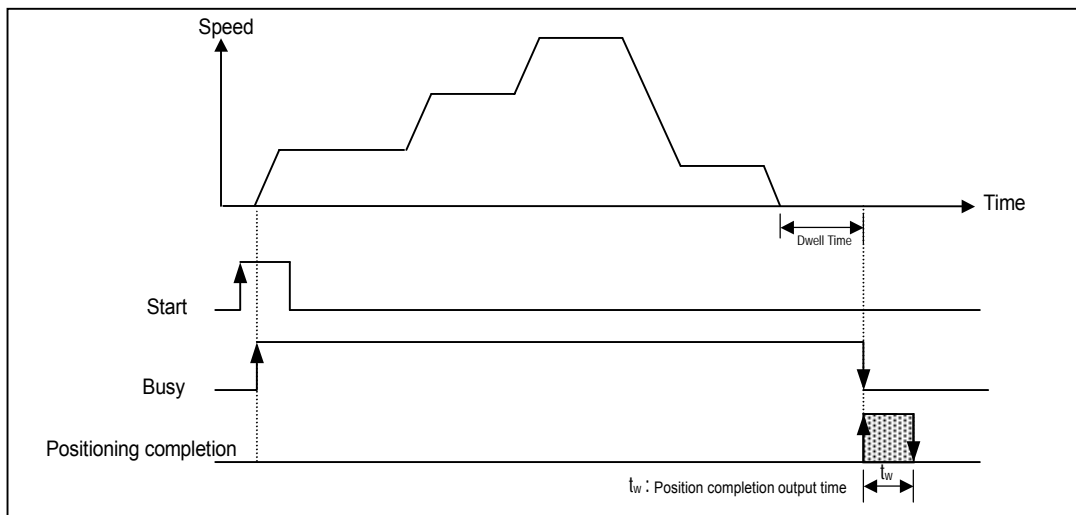 Speed
Time
Dwell Time
Start
Busy
Positioning completion
tw
tw : Position completion output time